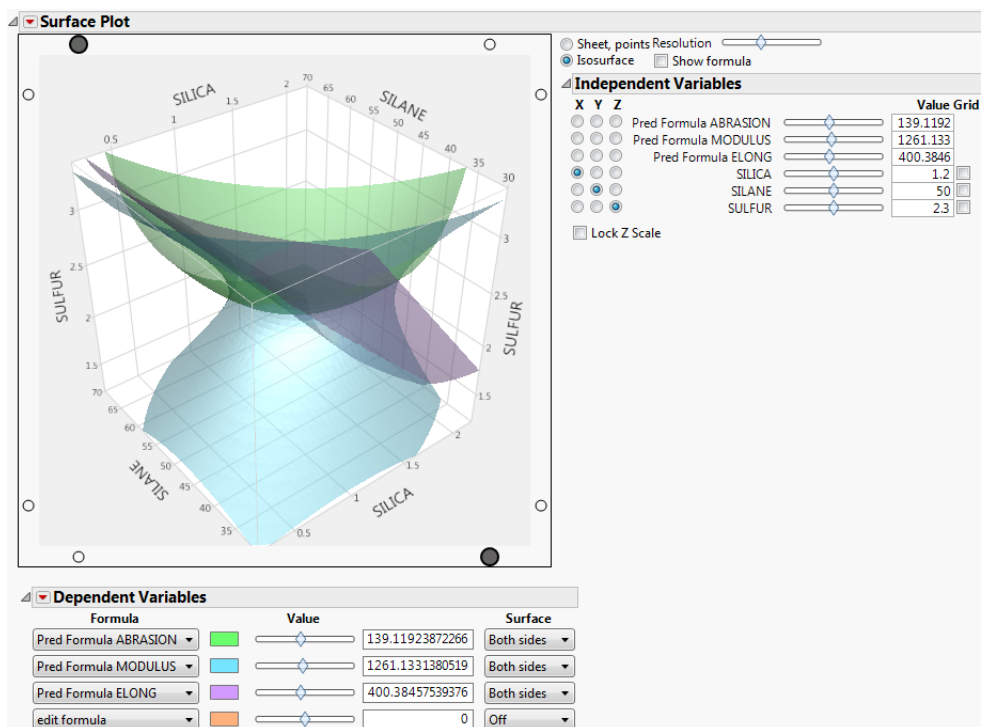 Surface Plot
Sheet, points Resolution
Isosurface Show formula
Independent Variables
X Y Z Value Grid
Pred Formula ABRASION 139.1192
Pred Formula MODULUS 1261.133
Pred Formula ELONG 400.3846
SILICA 1.2
SILANE 50
SULFUR 2.3
Lock Z Scale
SILICA
0.5 1 1.5 2
SILANE
70 65 60 55 50 45 40 35 30
SULFUR
3 2.5 2 1.5
SULFUR
3 2.5 2 1.5
SILANE
70 65 60 55 50 45 40 35
SILICA
0.5 1 1.5 2
Dependent Variables
Formula Value Surface
Pred Formula ABRASION 139.11923872266 Both sides
Pred Formula MODULUS 1261.1331380519 Both sides
Pred Formula ELONG 400.38457539376 Both sides
edit formula 0 Off